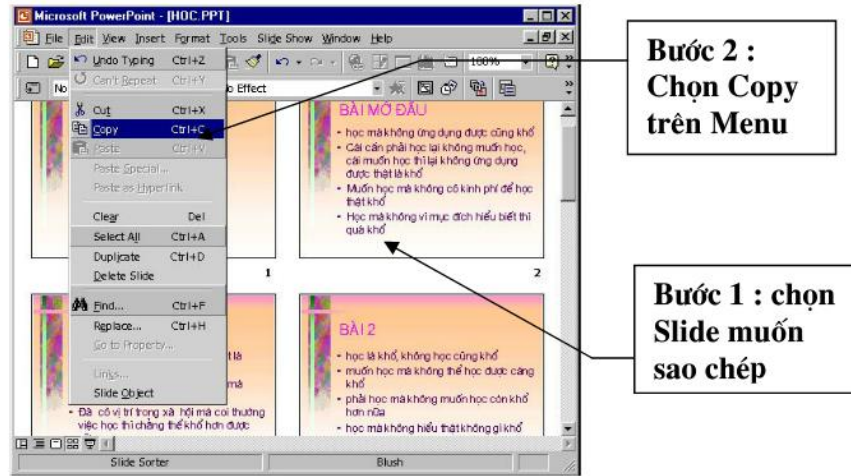 Microsoft PowerPoint - [HOC.PPT]
File Edit View Insert Format Tools Slide Show Window Help
100%
No Effect
Undo Typing Ctrl+Z
Can't Repeat Ctrl+Y
Cut Ctrl+X
Copy Ctrl+C
Paste Ctrl+V
Paste Special...
Paste as Hyperlink
Clear Del
Select All Ctrl+A
Duplicate Ctrl+D
Delete Slide
Find... Ctrl+F
Replace... Ctrl+H
Go to Property...
Links...
Slide Object
1
BÀI MỞ ĐẦU
• học mà không ứng dụng được cũng khổ
• Cái cần phải học lại không muốn học,
cái muốn học thì lại không ứng dụng
được thật là khổ
• Muốn học mà không có kinh phí để học
thật khổ
• Học mà không vì mục đích hiểu biết thì
quá khổ
2
t là
mà
• Đã có vị trí trong xã hội mà coi thường
việc học thì chẳng thể khổ hơn được
BÀI 2
• học là khổ, không học cũng khổ
• muốn học mà không thể học được càng
khổ
• phải học mà không muốn học còn khổ
hơn nữa
• học mà không hiểu thật không gì khổ
Slide Sorter Blush
Bước 2 :
Chọn Copy
trên Menu
Bước 1 : chọn
Slide muốn
sao chép